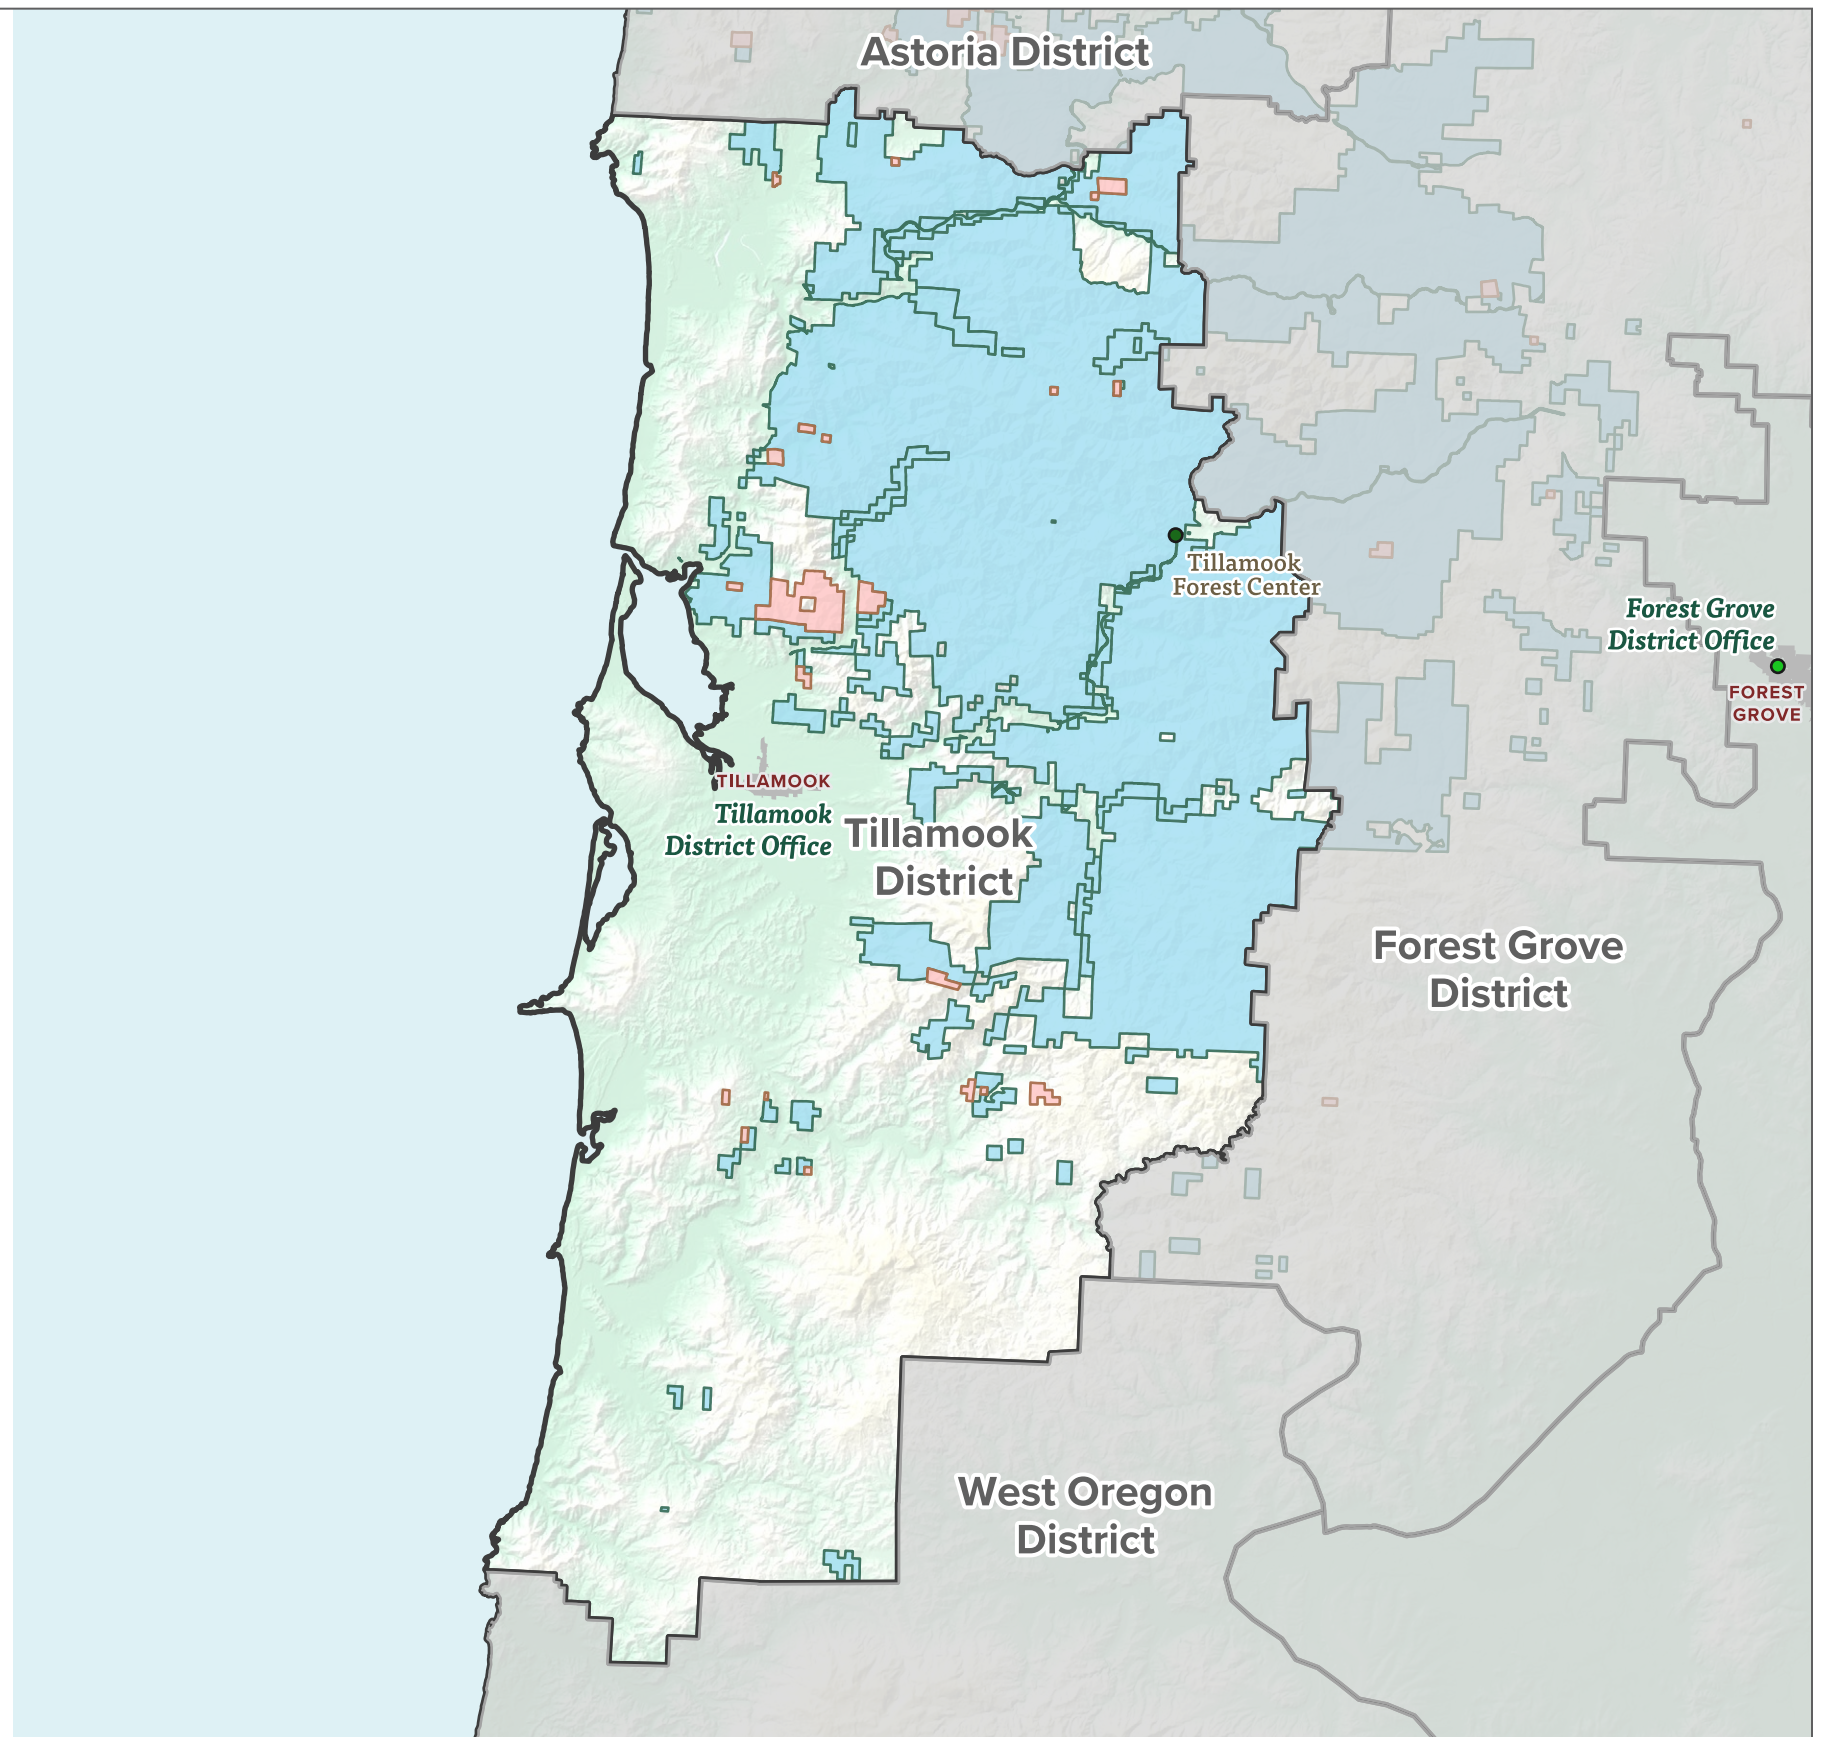 Astoria District
Tillamook
Forest Center
Forest Grove
District Office
FOREST
GROVE
TILLAMOOK
Tillamook
District Office
Tillamook
District
Forest Grove
District
West Oregon
District